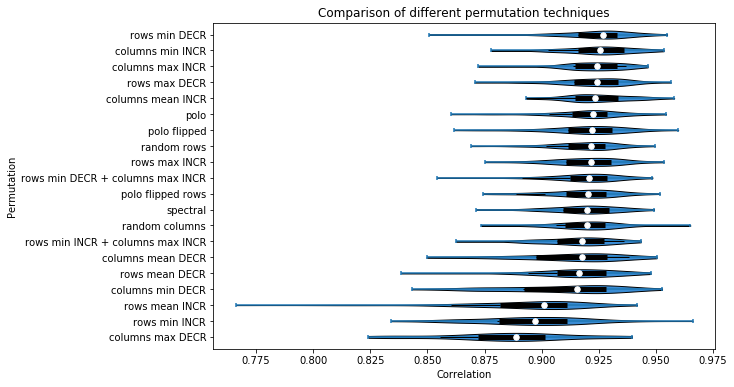 Comparison of different permutation techniques
rows min DECR
columns min INCR
columns max INCR
rows max DECR
columns mean INCR
polo
polo flipped
random rows
rows max INCR
rows min DECR + columns max INCR
polo flipped rows
spectral
random columns
rows min INCR + columns max INCR
columns mean DECR
rows mean DECR
columns min DECR
rows mean INCR
rows min INCR
columns max DECR
Permutation
0.775 0.800 0.825 0.850 0.875 0.900 0.925 0.950 0.975
Correlation